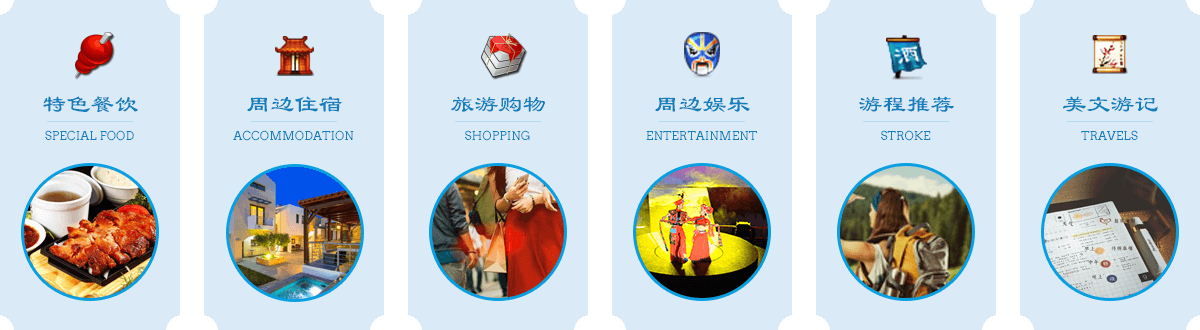 特色餐饮
SPECIAL FOOD
周边住宿
ACCOMMODATION
旅游购物
SHOPPING
周边娱乐
ENTERTAINMENT
酒
游程推荐
STROKE
美文游记
TRAVELS